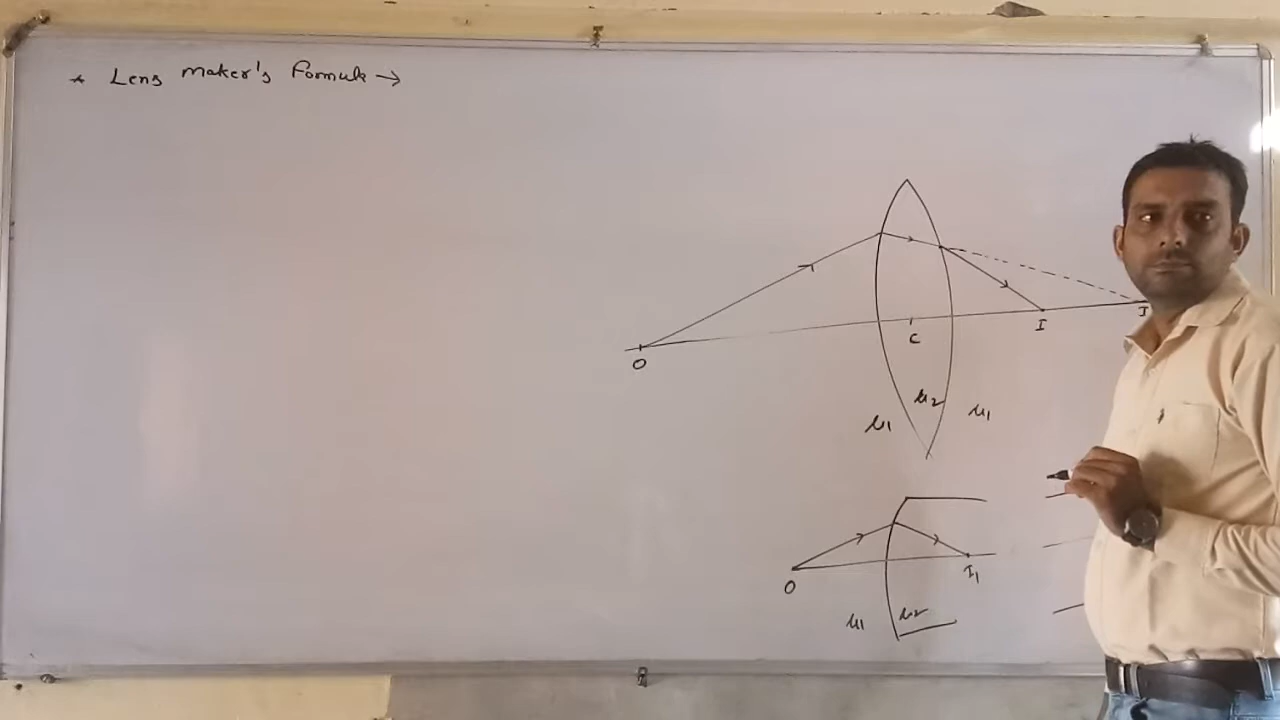 * Lens maker's formula →
I
I
C
O
μ2
μ1
μ1
O
I1
μ1
μ2